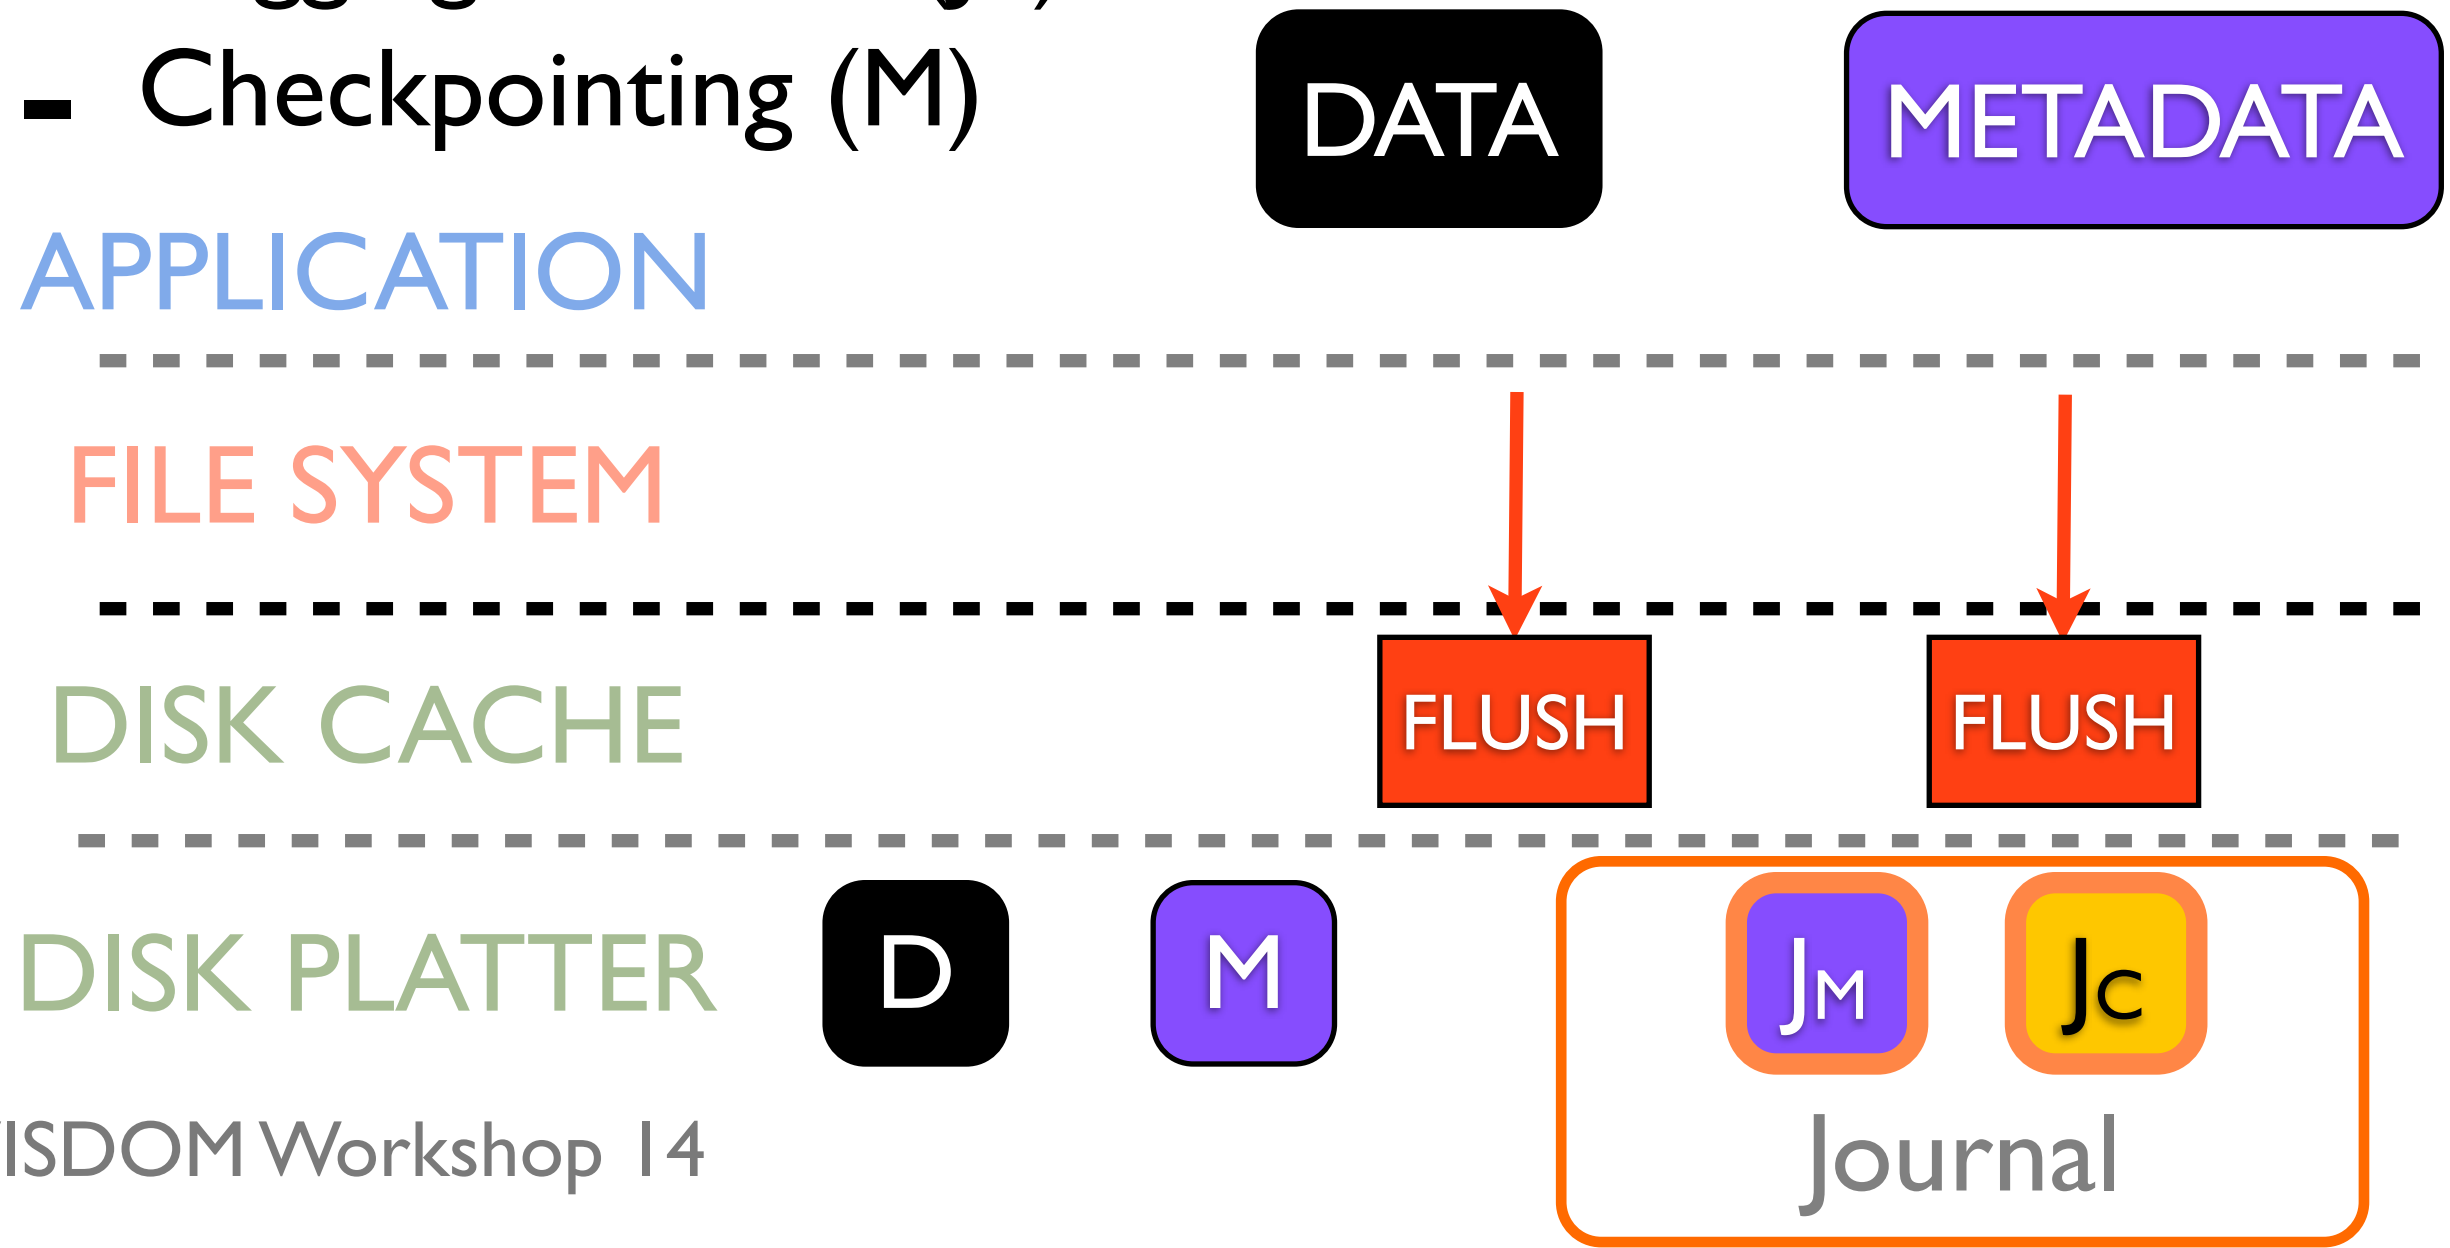 - Checkpointing (M)
DATA METADATA
APPLICATION
FILE SYSTEM
DISK CACHE FLUSH FLUSH
DISK PLATTER D M JM JC
Workshop 14 Journal